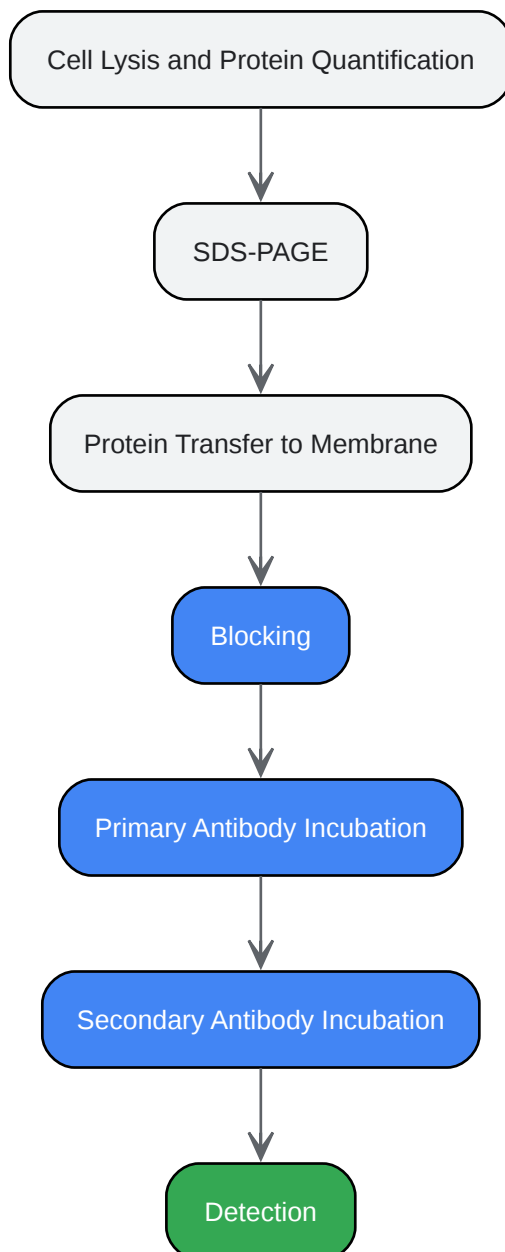 Cell Lysis and Protein Quantification
SDS-PAGE
Protein Transfer to Membrane
Blocking
Primary Antibody Incubation
Secondary Antibody Incubation
Detection